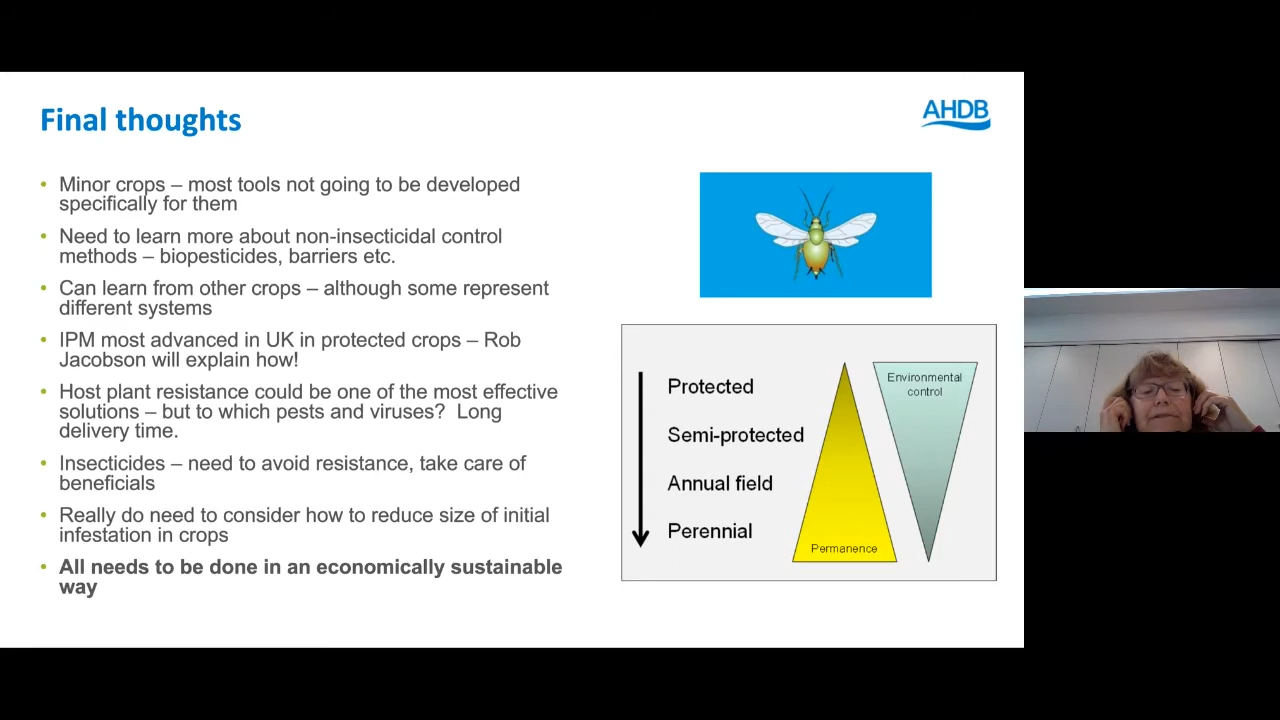 Final thoughts
AHDB
• Minor crops – most tools not going to be developed
specifically for them
• Need to learn more about non-insecticidal control
methods – biopesticides, barriers etc.
• Can learn from other crops – although some represent
different systems
• IPM most advanced in UK in protected crops – Rob
Jacobson will explain how!
• Host plant resistance could be one of the most effective
solutions – but to which pests and viruses?  Long
delivery time.
• Insecticides – need to avoid resistance, take care of
beneficials
• Really do need to consider how to reduce size of initial
infestation in crops
• All needs to be done in an economically sustainable
way
Protected
Semi-protected
Annual field
Perennial
Permanence
Environmental
control